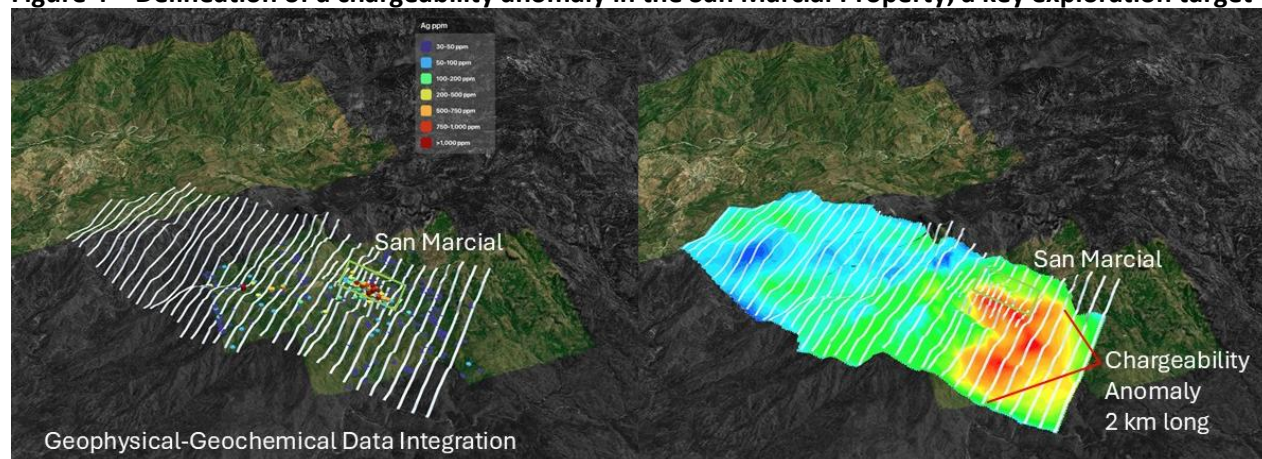 Figure 4 – Delineation of a chargeability anomaly in the San Marcial Property, a key exploration target
Ag ppm
30-50 ppm
50-100 ppm
100-200 ppm
200-500 ppm
500-750 ppm
750-1,000 ppm
>1,000 ppm
San Marcial
Geophysical-Geochemical Data Integration
San Marcial
Chargeability
Anomaly
2 km long